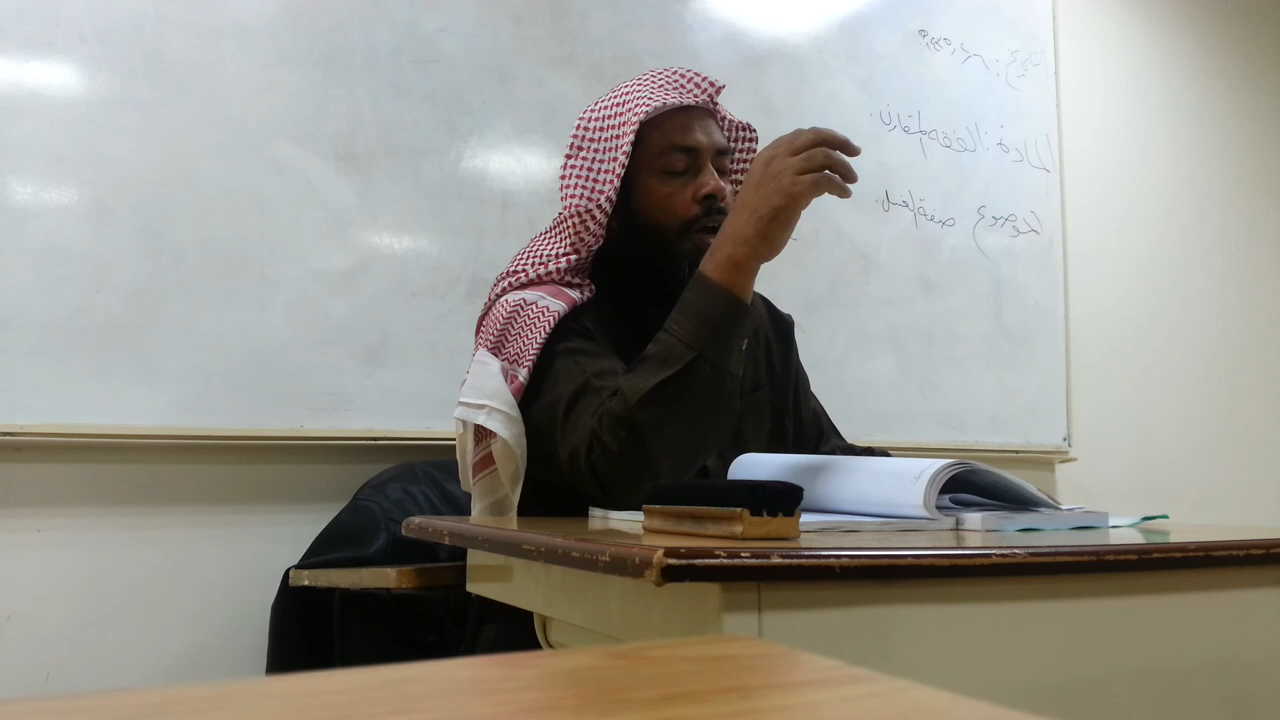 التاريخ:
المادة: الفقه المقارن.
الموضوع: صفة الغسل.